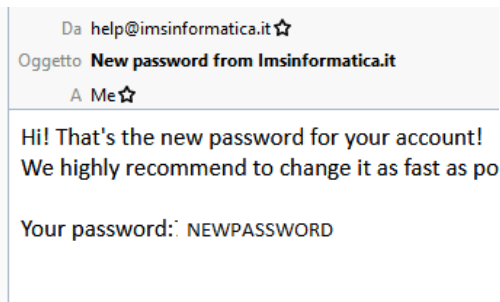 Da help@imsinformatica.it
Oggetto New password from Imsinformatica.it
A Me
Hi! That's the new password for your account!
We highly recommend to change it as fast as po
Your password: NEWPASSWORD